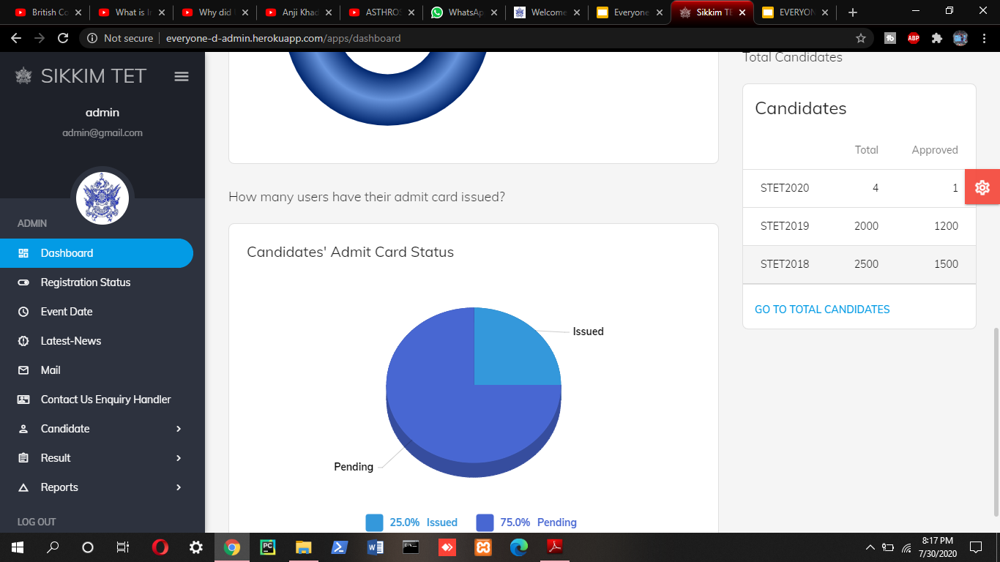 British Co
What is I
Why did
Anji Khad
ASTHROS
WhatsAp
Welcome
Everyone
Sikkim TE
EVERYON
Not secure
everyone-d-admin.herokuapp.com/apps/dashboard
ABP
SIKKIM TET
admin
admin@gmail.com
ADMIN
Dashboard
Registration Status
Event Date
Latest-News
Mail
Contact Us Enquiry Handler
Candidate
Result
Reports
LOG OUT
How many users have their admit card issued?
Candidates' Admit Card Status
Issued
Pending
25.0% Issued 75.0% Pending
Total Candidates
Candidates
Total Approved
STET2020 4 1
STET2019 2000 1200
STET2018 2500 1500
GO TO TOTAL CANDIDATES
PC
W
8:17 PM
7/30/2020